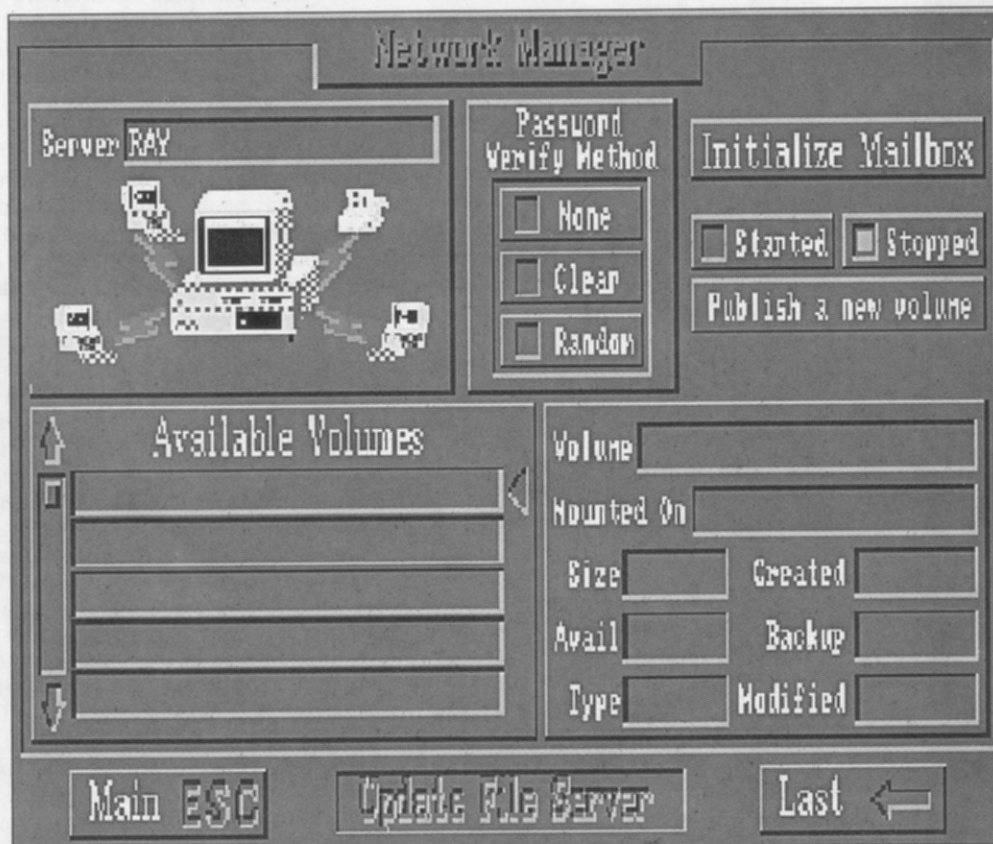 Network Manager
Server RAY
Password
Verify Method
None
Clear
Random
Initialize Mailbox
Started
Stopped
Publish a new volume
Available Volumes
Volume
Mounted On
Size
Created
Avail
Backup
Type
Modified
Main ESC
Update File Server
Last